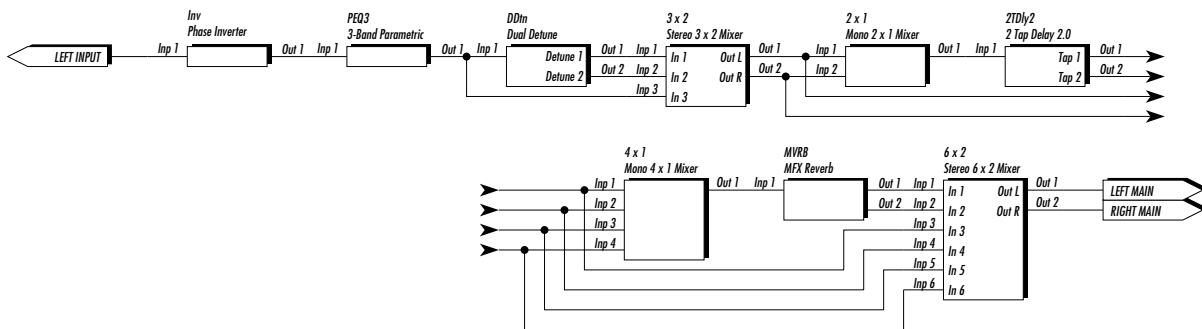 Inv
Phase Inverter
PEQ3
3-Band Parametric
DDtn
Dual Detune
3 x 2
Stereo 3 x 2 Mixer
2 x 1
Mono 2 x 1 Mixer
2TDly2
2 Tap Delay 2.0
LEFT INPUT
Inp 1
Out 1
Inp 1
Out 1
Inp 1
Detune 1
Out 1
Inp 1
In 1
Out L
Out 1
Inp 1
Out 1
Inp 1
Tap 1
Out 1
Detune 2
Out 2
Inp 2
In 2
Out R
Out 2
Inp 2
Tap 2
Out 2
Inp 3
In 3
4 x 1
Mono 4 x 1 Mixer
MVRB
MFX Reverb
6 x 2
Stereo 6 x 2 Mixer
Inp 1
Out 1
Inp 1
Out 1
Inp 1
In 1
Out L
Out 1
LEFT MAIN
Inp 2
Out 2
Inp 2
In 2
Out R
Out 2
RIGHT MAIN
Inp 3
Inp 3
In 3
Inp 4
Inp 4
In 4
Inp 5
In 5
Inp 6
In 6